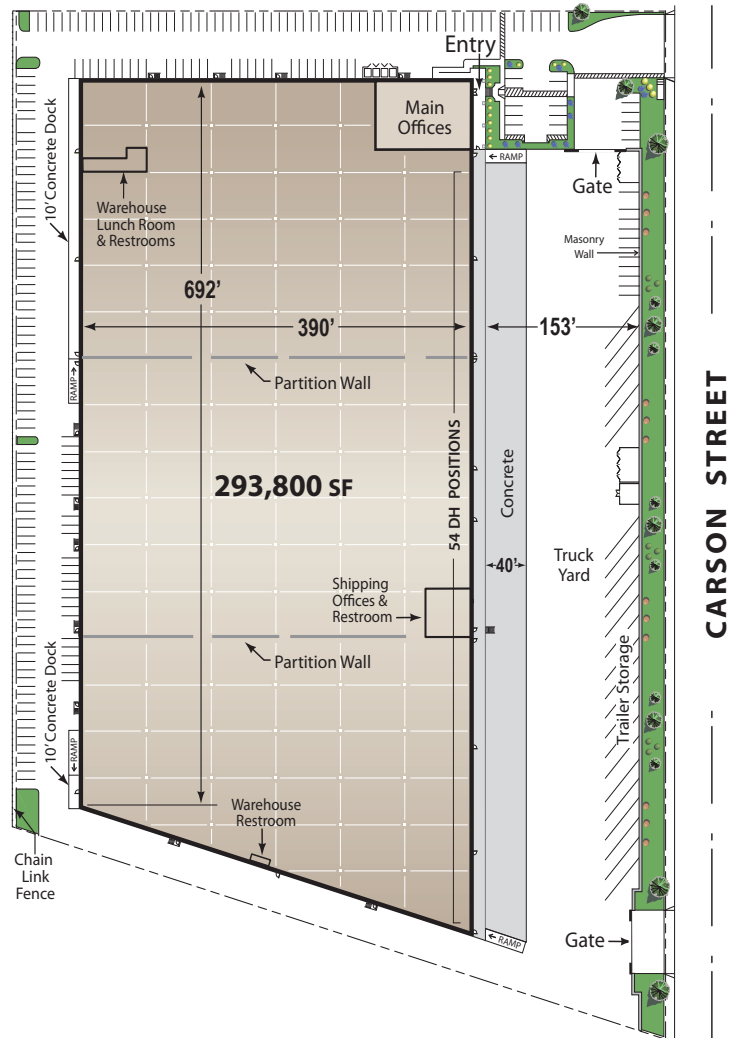 Entry
Main
Offices
10’ Concrete Dock
← RAMP
Gate
Warehouse
Lunch Room
& Restrooms
Masonry
Wall
692’
390’
153’
RAMP→
Partition Wall
CARSON STREET
54 DH POSITIONS
Concrete
293,800 SF
Truck
Yard
40’
Shipping
Offices &
Restroom
Partition Wall
Trailer Storage
10’ Concrete Dock
←RAMP
Warehouse
Restroom
Chain
Link
Fence
Gate
← RAMP